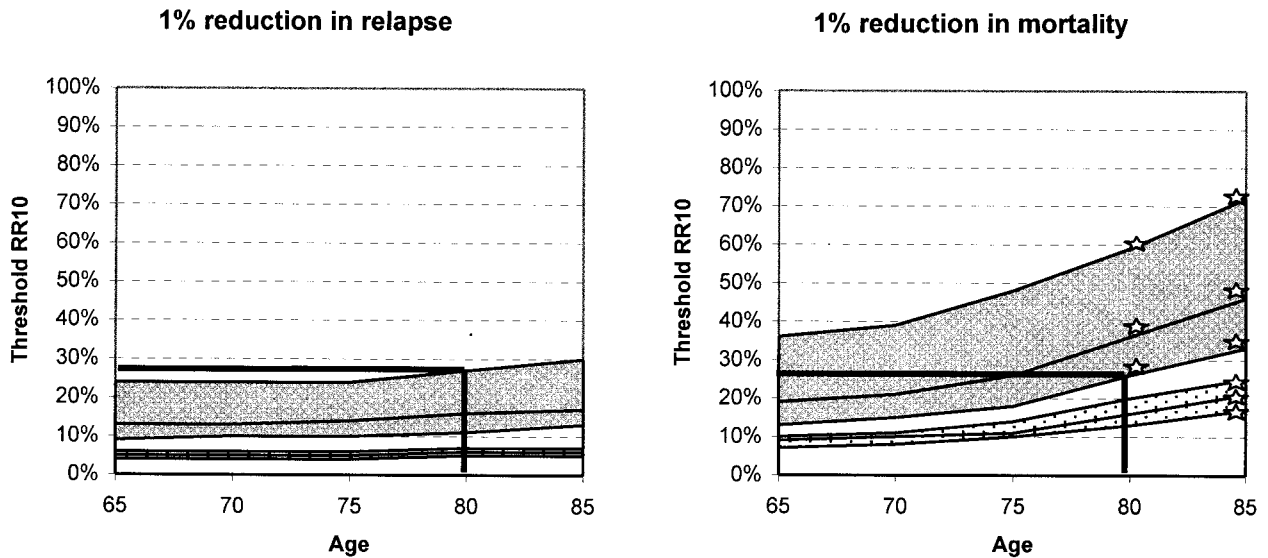 1% reduction in relapse
100%
90%
80%
70%
60%
50%
40%
30%
20%
10%
0%
Threshold RR10
65 70 75 80 85
Age
1% reduction in mortality
100%
90%
80%
70%
60%
50%
40%
30%
20%
10%
0%
Threshold RR10
65 70 75 80 85
Age